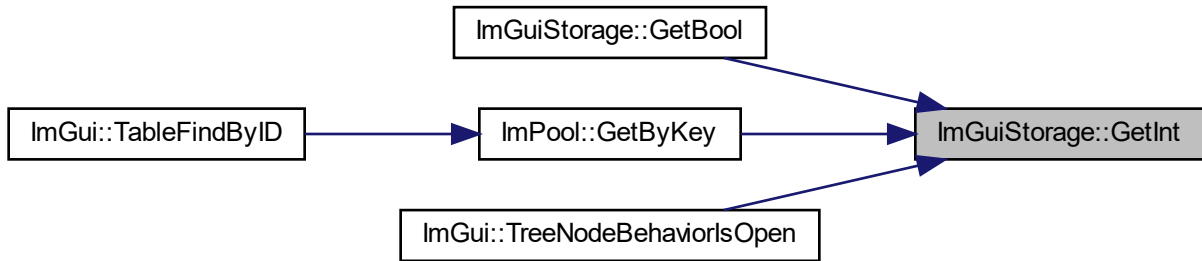 ImGuiStorage::GetBool
ImGui::TableFindByID
ImPool::GetByKey
ImGuiStorage::GetInt
ImGui::TreeNodeBehaviorIsOpen